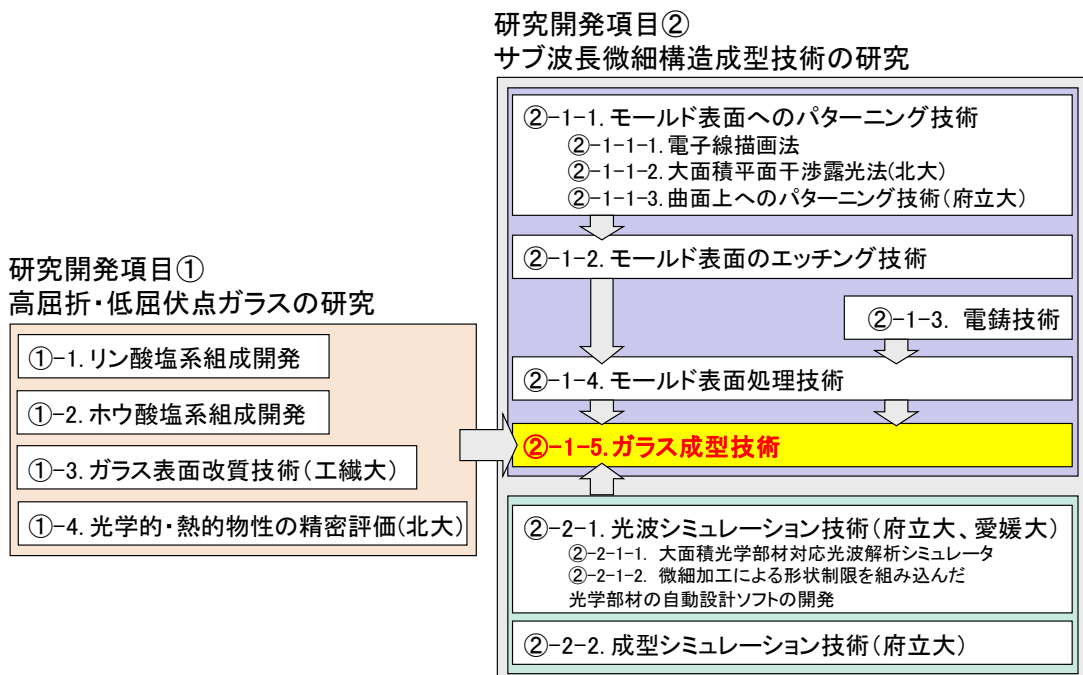 研究開発項目②
サブ波長微細構造成型技術の研究
②-1-1.モールド表面へのパターニング技術
②-1-1-1.電子線描画法
②-1-1-2.大面積平面干渉露光法(北大)
②-1-1-3.曲面上へのパターニング技術(府立大)
②-1-2.モールド表面のエッチング技術
②-1-3. 電鋳技術
②-1-4.モールド表面処理技術
②-1-5.ガラス成型技術
②-2-1.光波シミュレーション技術(府立大、愛媛大)
②-2-1-1. 大面積光学部材対応光波解析シミュレータ
②-2-1-2. 微細加工による形状制限を組み込んだ
光学部材の自動設計ソフトの開発
②-2-2.成型シミュレーション技術(府立大)
研究開発項目①
高屈折・低屈伏点ガラスの研究
①-1.リン酸塩系組成開発
①-2.ホウ酸塩系組成開発
①-3.ガラス表面改質技術(工繊大)
①-4.光学的・熱的物性の精密評価(北大)